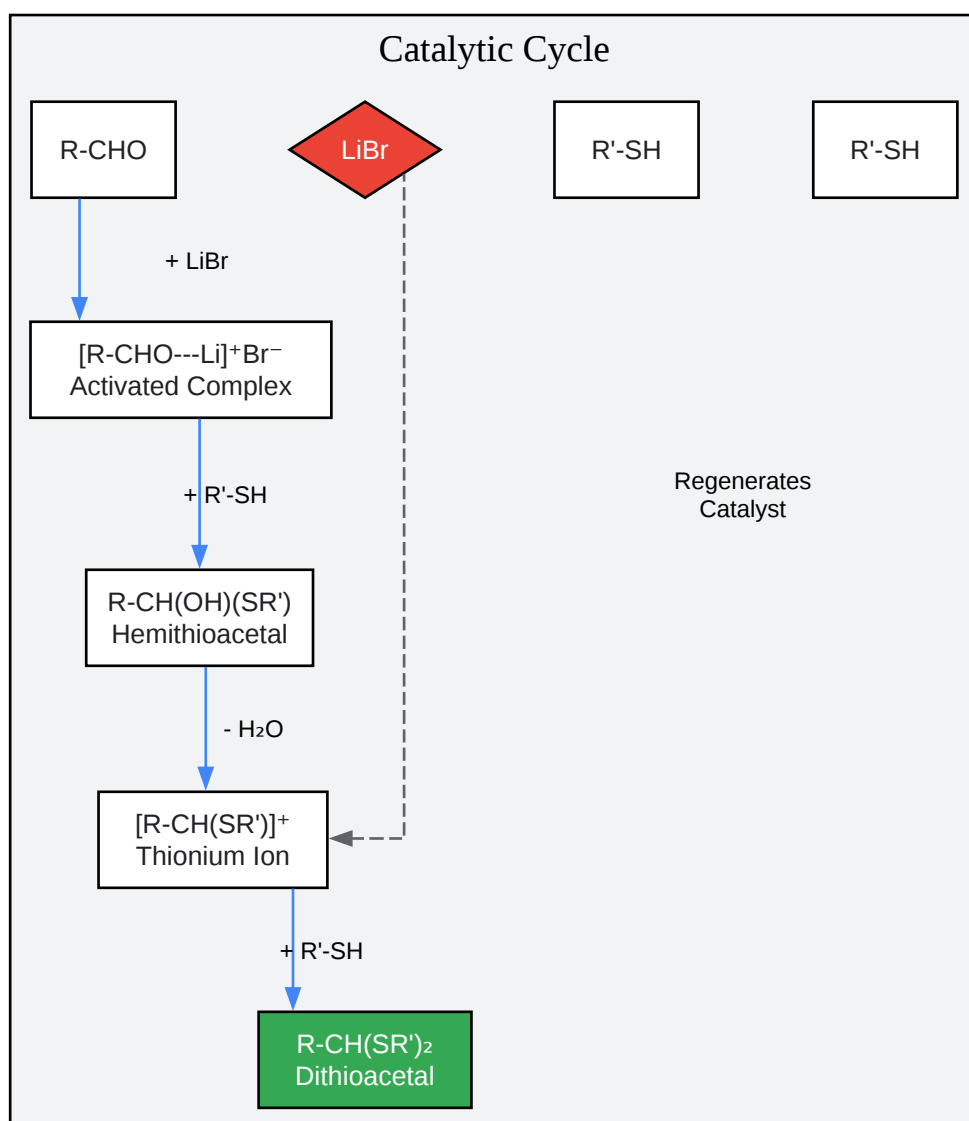 Catalytic Cycle
R-CHO
LiBr
R'-SH
R'-SH
+ LiBr
[R-CHO---Li]⁺Br⁻
Activated Complex
+ R'-SH
Regenerates
Catalyst
R-CH(OH)(SR')
Hemithioacetal
- H₂O
[R-CH(SR')]⁺
Thionium Ion
+ R'-SH
R-CH(SR')₂
Dithioacetal